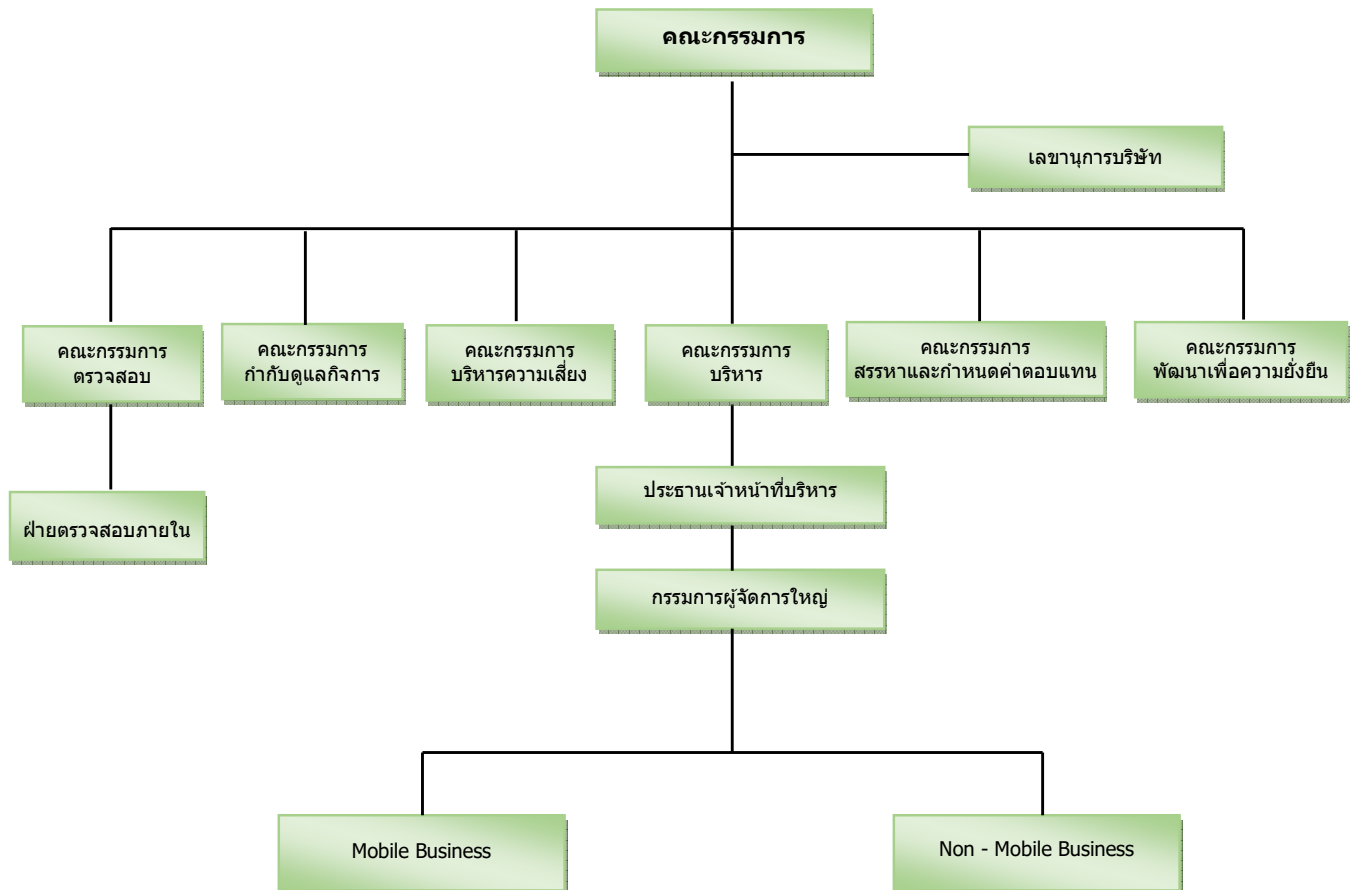 คณะกรรมการ
เลขานุการบริษัท
คณะกรรมการ
ตรวจสอบ
คณะกรรมการ
กำกับดูแลกิจการ
คณะกรรมการ
บริหารความเสี่ยง
คณะกรรมการ
บริหาร
คณะกรรมการ
สรรหาและกำหนดค่าตอบแทน
คณะกรรมการ
พัฒนาเพื่อความยั่งยืน
ฝ่ายตรวจสอบภายใน
ประธานเจ้าหน้าที่บริหาร
กรรมการผู้จัดการใหญ่
Mobile Business
Non - Mobile Business